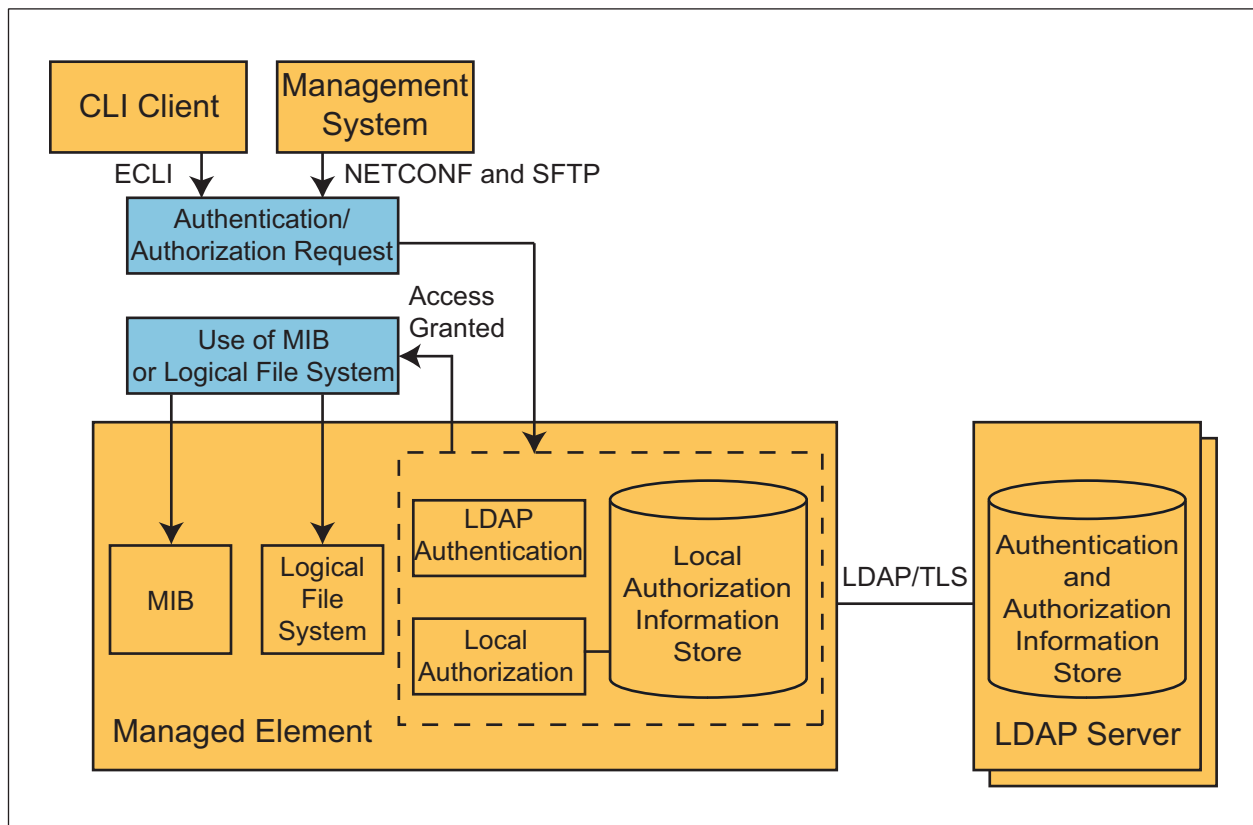 CLI Client
Management
System
ECLI
NETCONF and SFTP
Authentication/
Authorization Request
Access
Granted
Use of MIB
or Logical File System
LDAP
Authentication
Local
Authorization
Information
Store
MIB
Logical
File
System
Local
Authorization
Managed Element
LDAP/TLS
Authentication
and
Authorization
Information
Store
LDAP Server